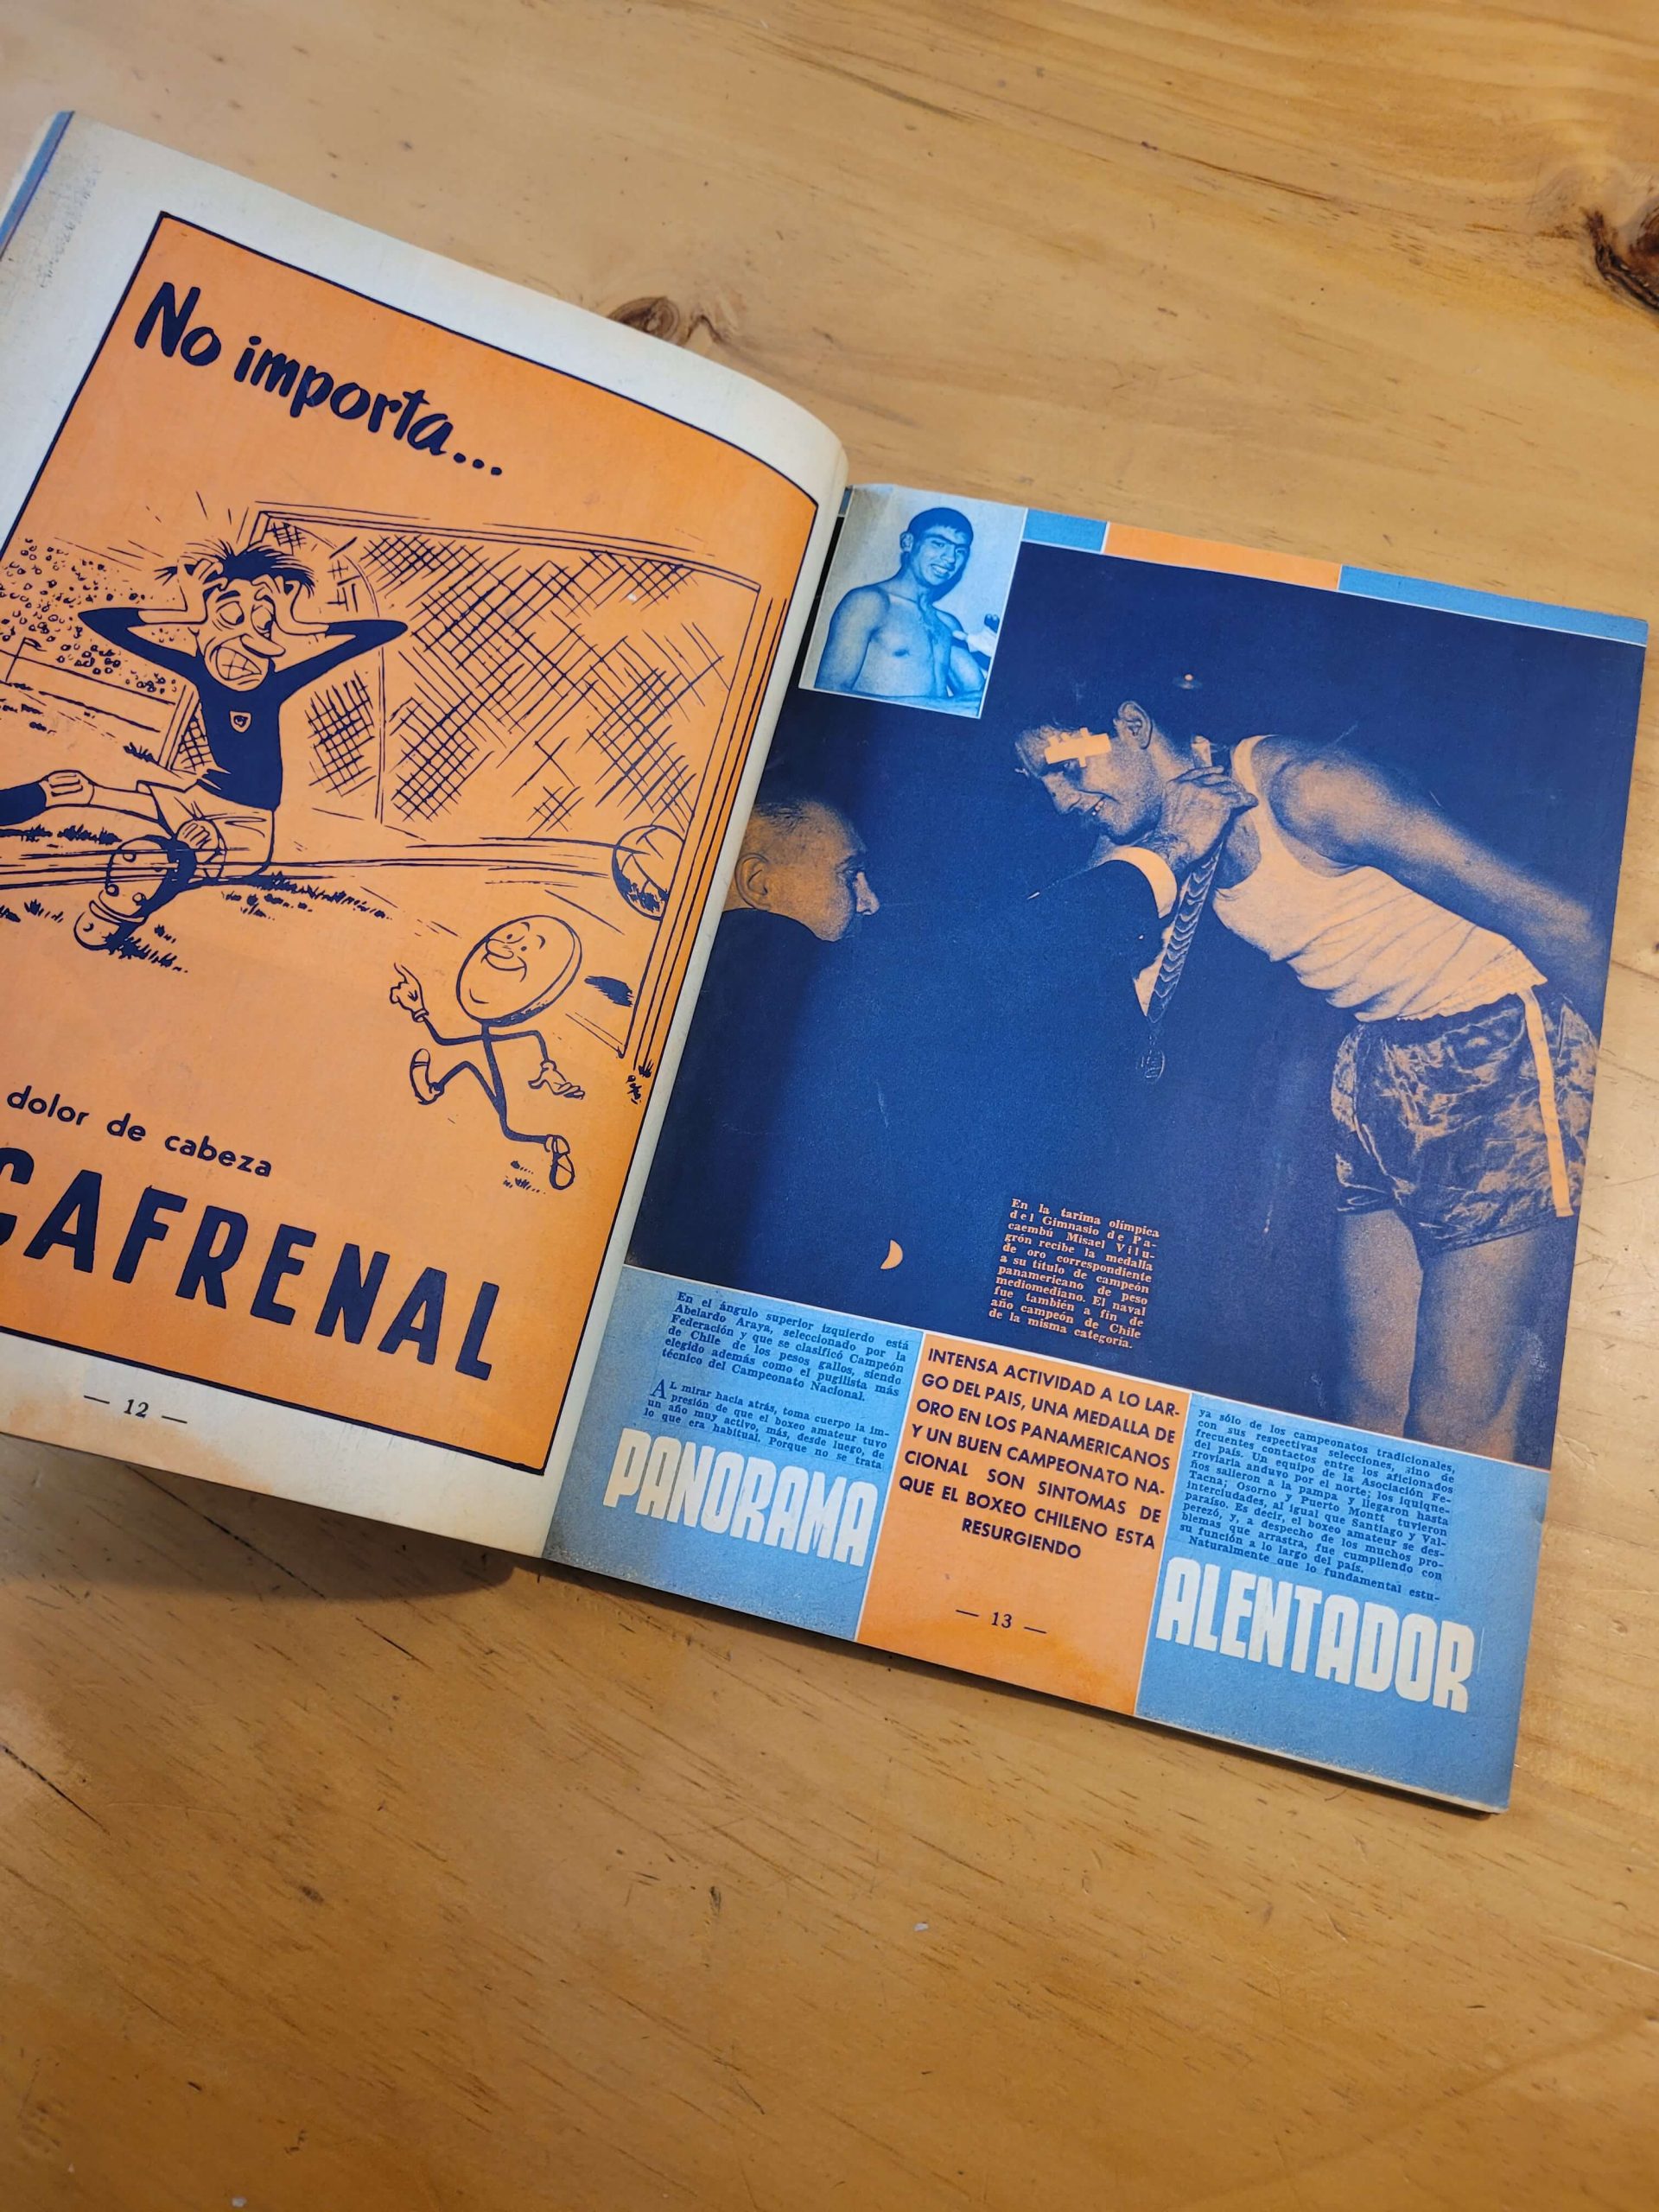 No importa...
dolor de cabeza
CAFRENAL
— 12 —
En la tarima olímpica
del Gimnasio de Pa-
caembú Misael Vilu-
grón recibe la medalla
de oro correspondiente
a su título de campeón
panamericano de peso
mediomediano. El naval
fue también a fin de
año campeón de Chile
de la misma categoría.
En el ángulo superior izquierdo está
Abelardo Araya, seleccionado por la
Federación y que se clasificó Campeón
de Chile de los pesos gallos, siendo
elegido además como el pugilista más
técnico del Campeonato Nacional.
AL mirar hacia atrás, toma cuerpo la im-
presión de que el boxeo amateur tuvo
un año muy activo, más, desde luego, de
lo que era habitual. Porque no se trata
PANORAMA
INTENSA ACTIVIDAD A LO LAR-
GO DEL PAIS, UNA MEDALLA DE
ORO EN LOS PANAMERICANOS
Y UN BUEN CAMPEONATO NA-
CIONAL SON SINTOMAS DE
QUE EL BOXEO CHILENO ESTA
RESURGIENDO
— 13 —
ya sólo de los campeonatos tradicionales,
con sus respectivas selecciones, sino de
frecuentes contactos entre los aficionados
del país. Un equipo de la Asociación Fe-
rroviaria anduvo por el norte; los iquique-
ños salieron a la pampa y llegaron hasta
Tacna; Osorno y Puerto Montt tuvieron
interciudades, al igual que Santiago y Val-
paraíso. Es decir, el boxeo amateur se des-
perezó, y, a despecho de los muchos pro-
blemas que arrastra, fue cumpliendo con
su función a lo largo del país.
Naturalmente que lo fundamental estu-
ALENTADOR